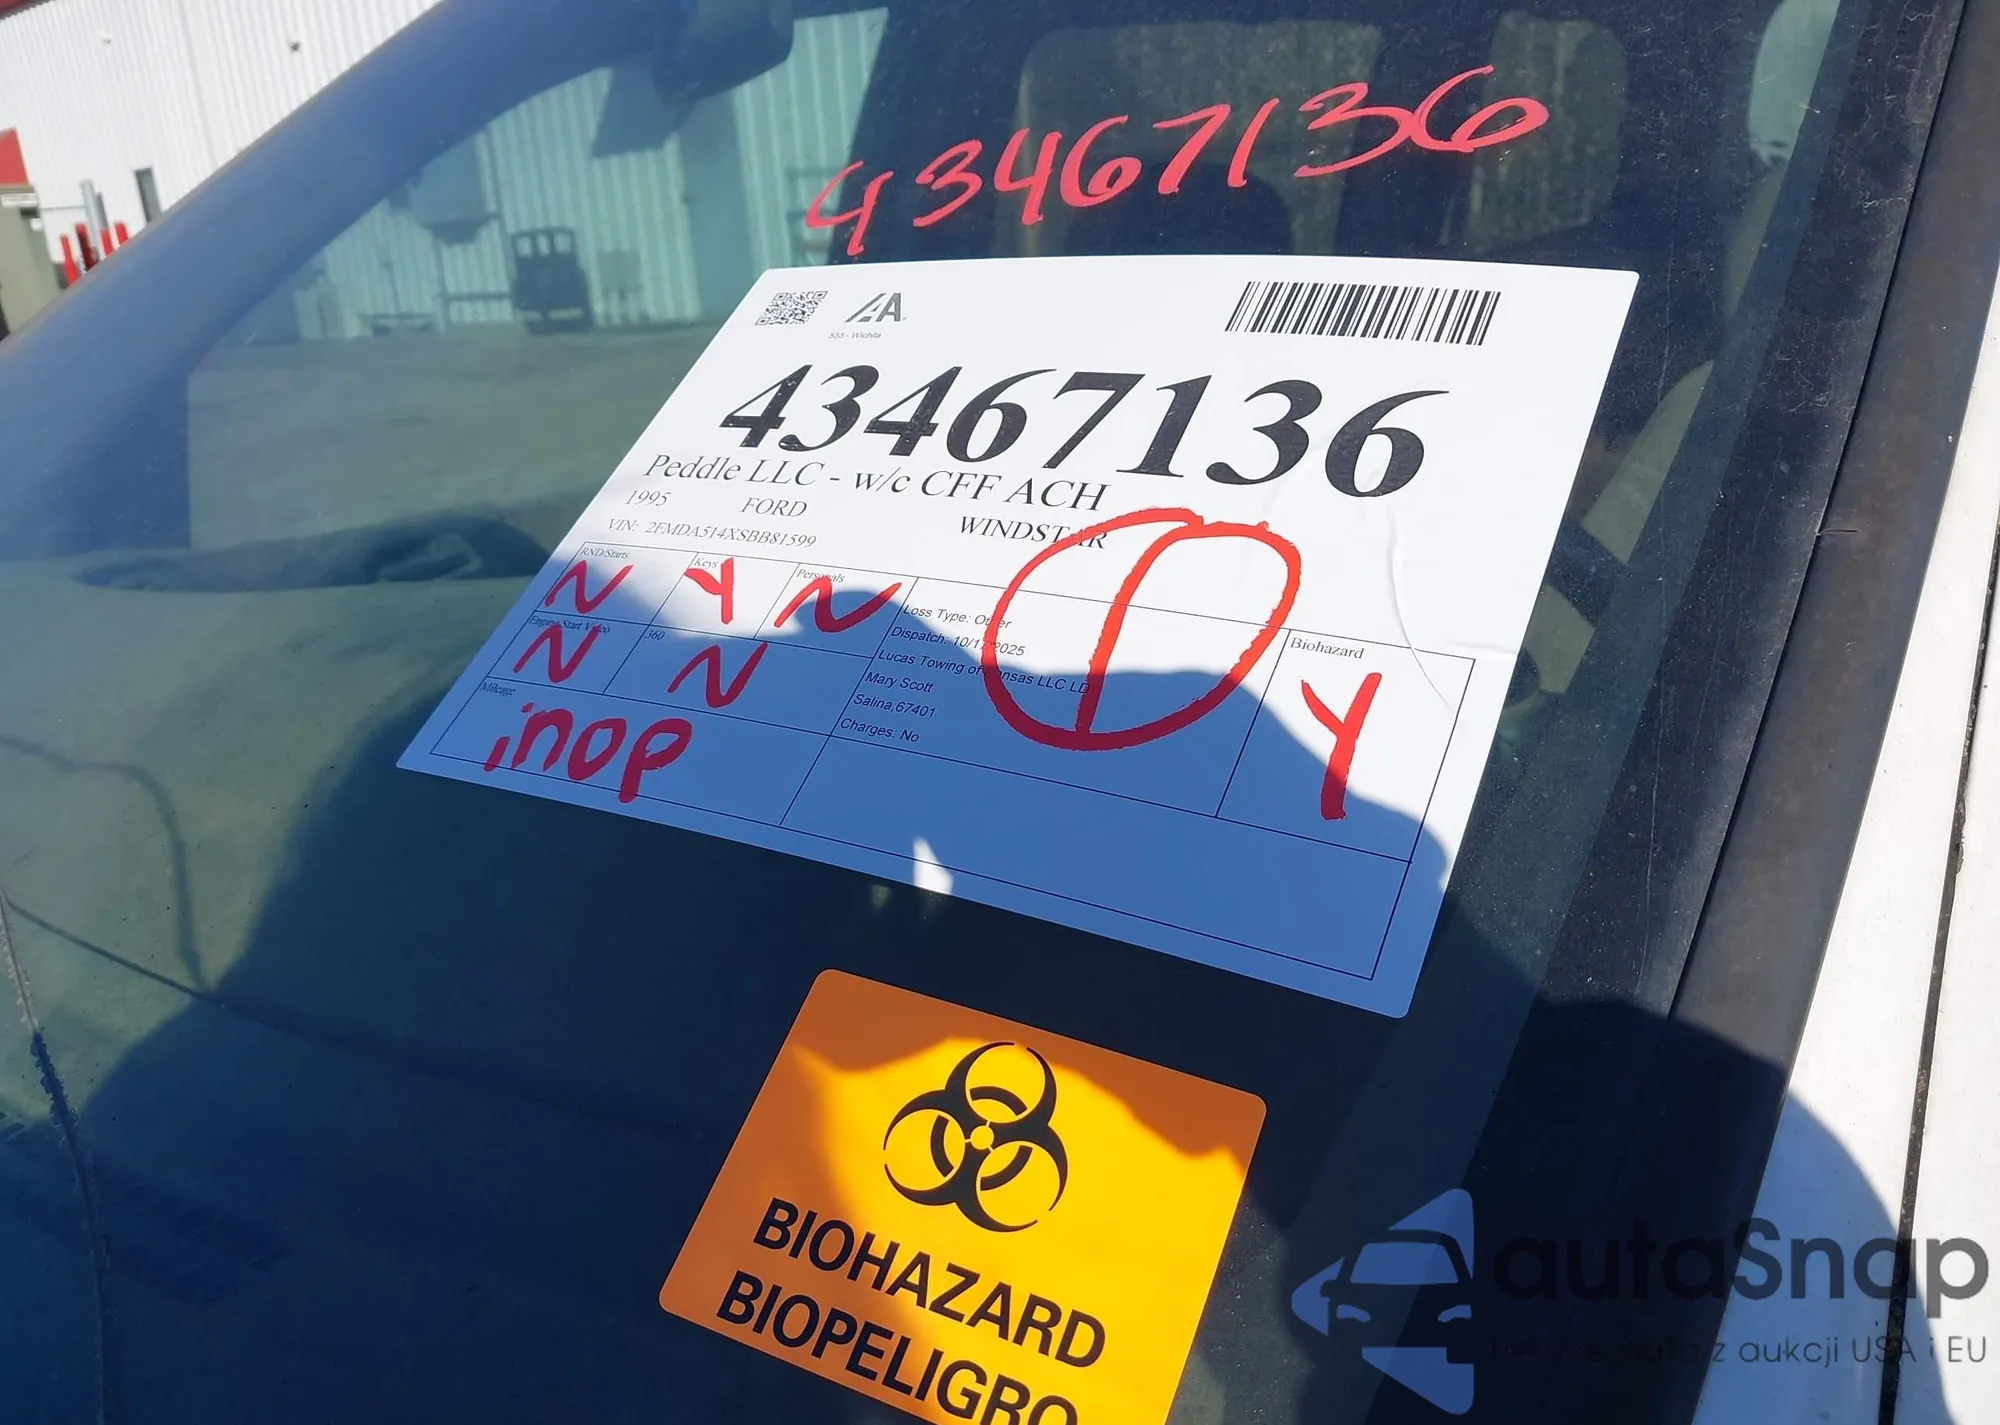 43467136
IAA
533 - Wichita
43467136
Peddle LLC - w/c CFF ACH
1995 FORD WINDSTAR
VIN: 2FMDA514XSBB81599
RND/Starts Keys Personals
N Y N
Engine Start Video 360
N N
Mileage
inop
Loss Type: Other
Dispatch: 10/17/2025
Lucas Towing of Kansas LLC LD
Mary Scott
Salina,67401
Charges: No
Biohazard
Y
BIOHAZARD
BIOPELIGRO
autaSnap
z aukcji USA i EU